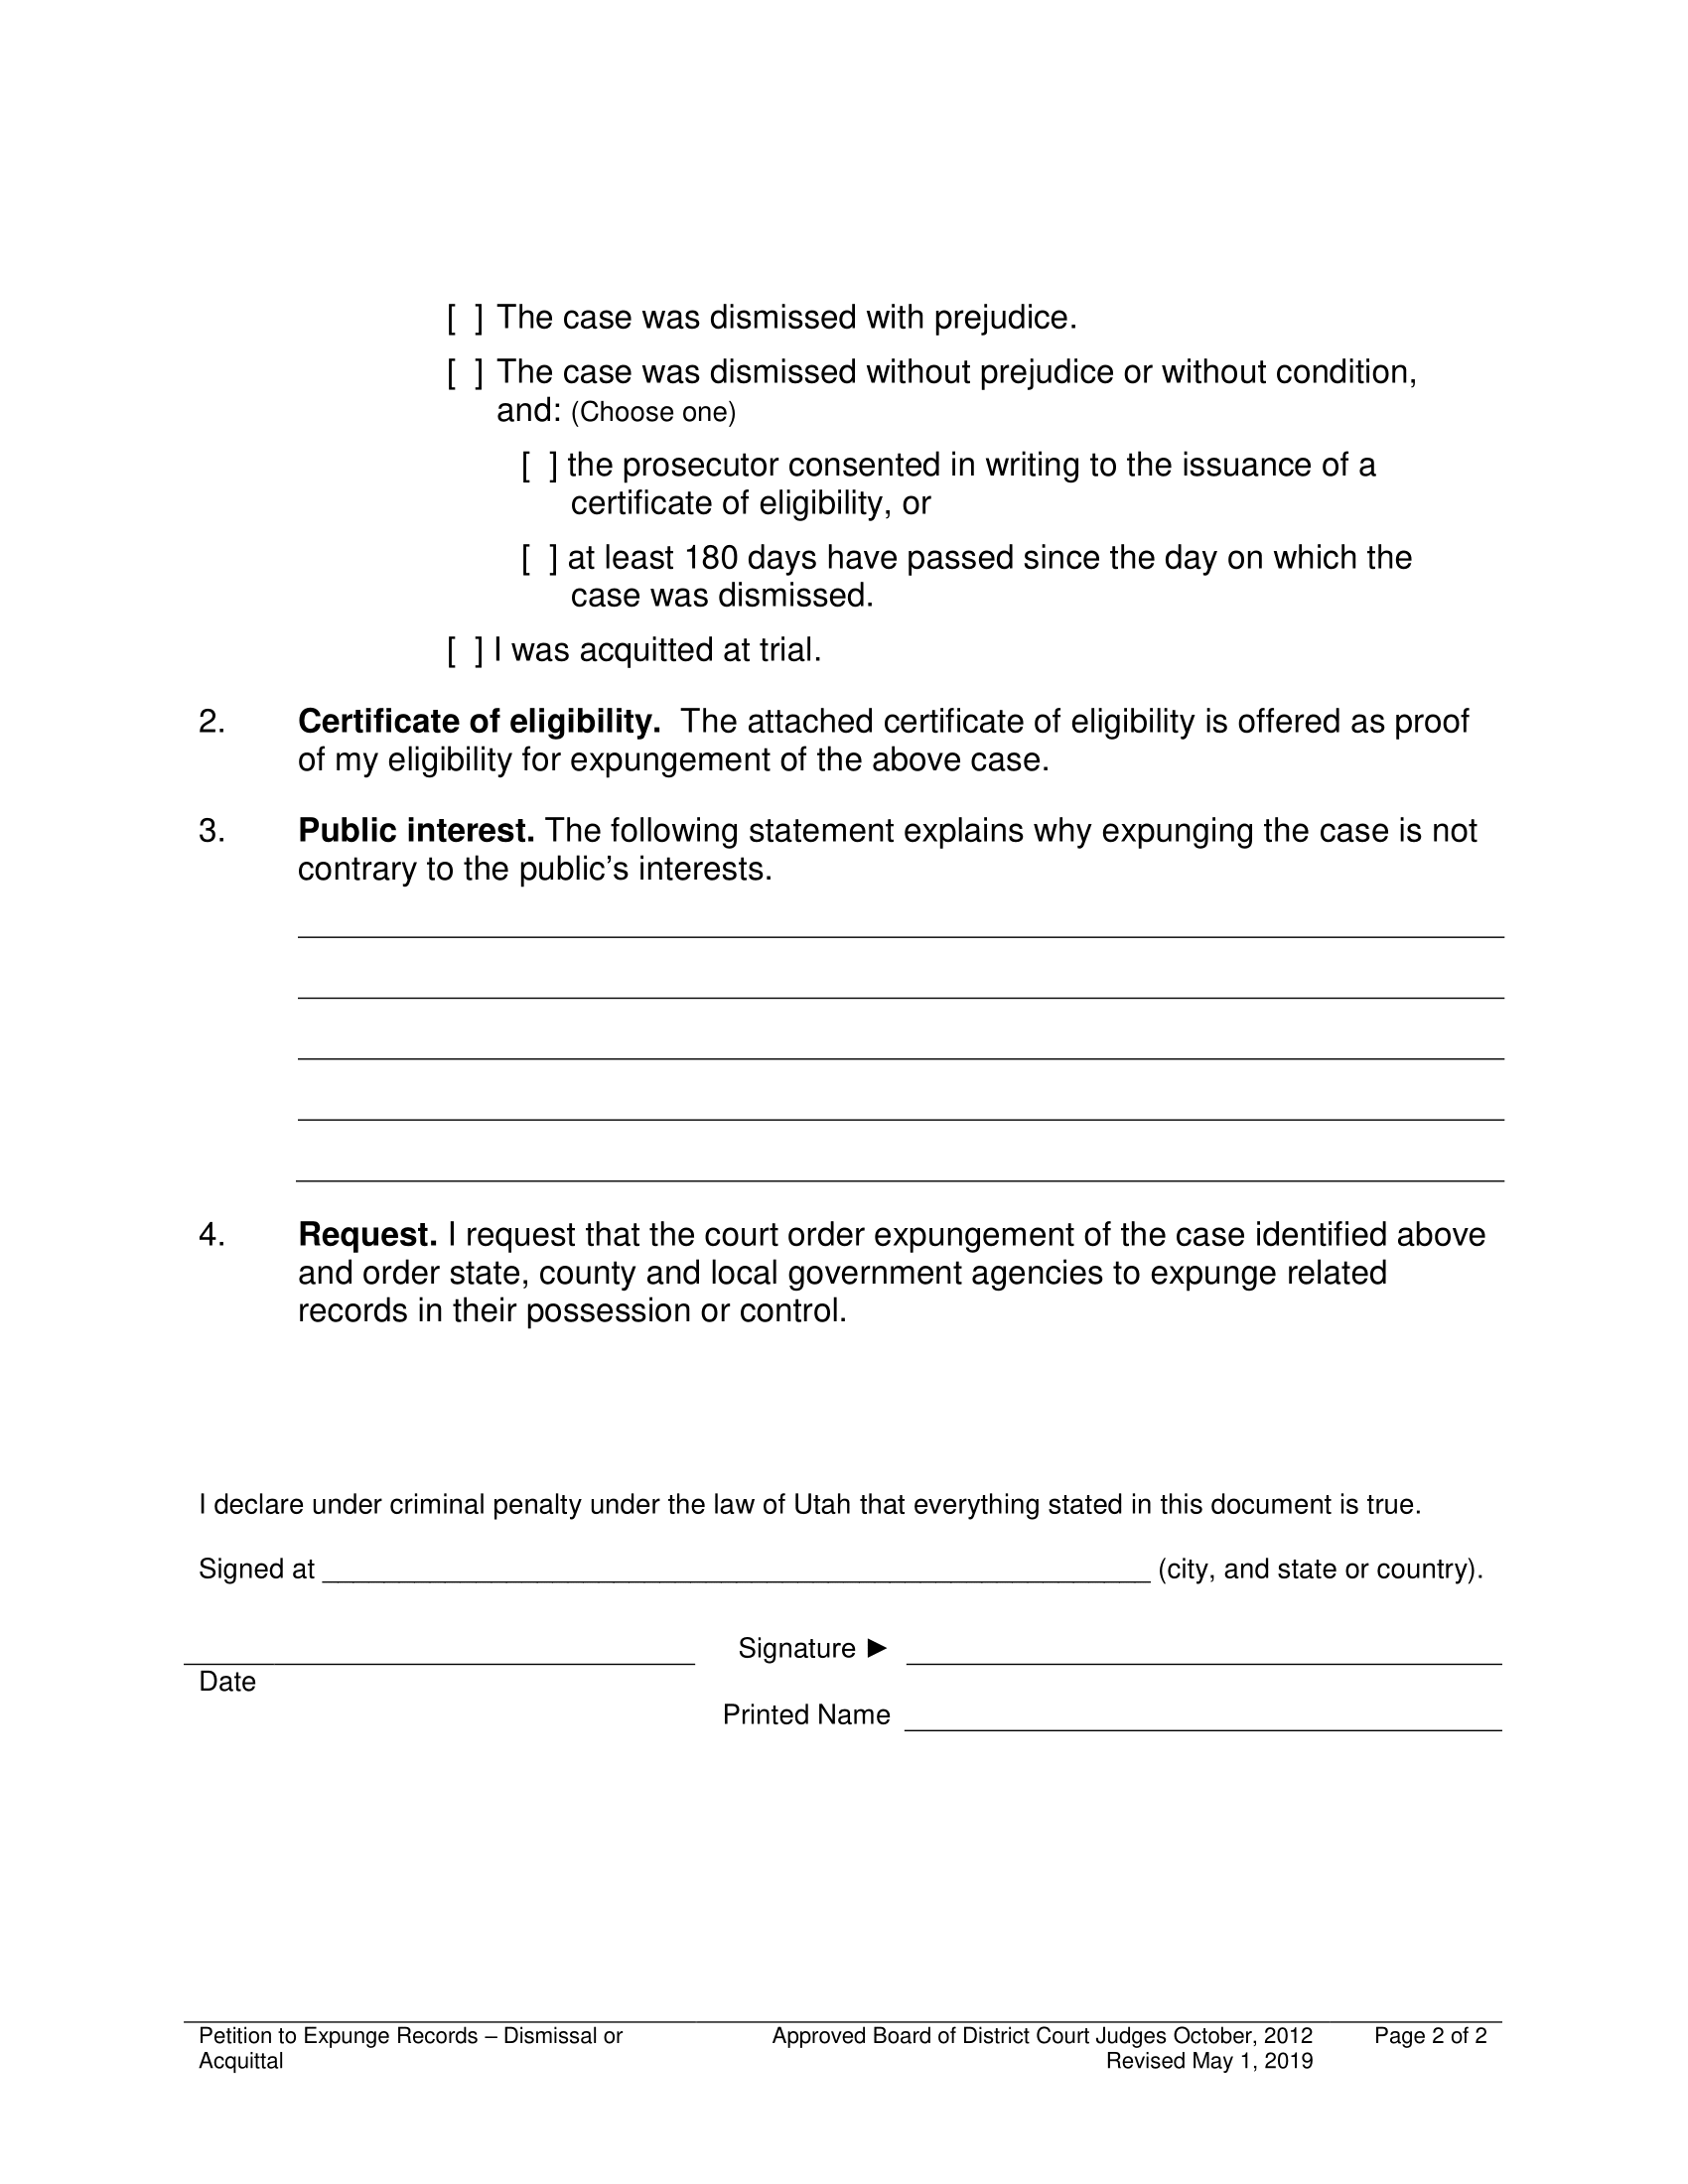 [ ] The case was dismissed with prejudice.
[ ] The case was dismissed without prejudice or without condition,
and: (Choose one)
[ ] the prosecutor consented in writing to the issuance of a
certificate of eligibility, or
[ ] at least 180 days have passed since the day on which the
case was dismissed.
[ ] I was acquitted at trial.
2. Certificate of eligibility. The attached certificate of eligibility is offered as proof
of my eligibility for expungement of the above case.
3. Public interest. The following statement explains why expunging the case is not
contrary to the public’s interests.
4. Request. I request that the court order expungement of the case identified above
and order state, county and local government agencies to expunge related
records in their possession or control.
I declare under criminal penalty under the law of Utah that everything stated in this document is true.
Signed at ______________________________________________________ (city, and state or country).
Signature ►
Date
Printed Name
Petition to Expunge Records – Dismissal or Approved Board of District Court Judges October, 2012 Page 2 of 2
Acquittal Revised May 1, 2019